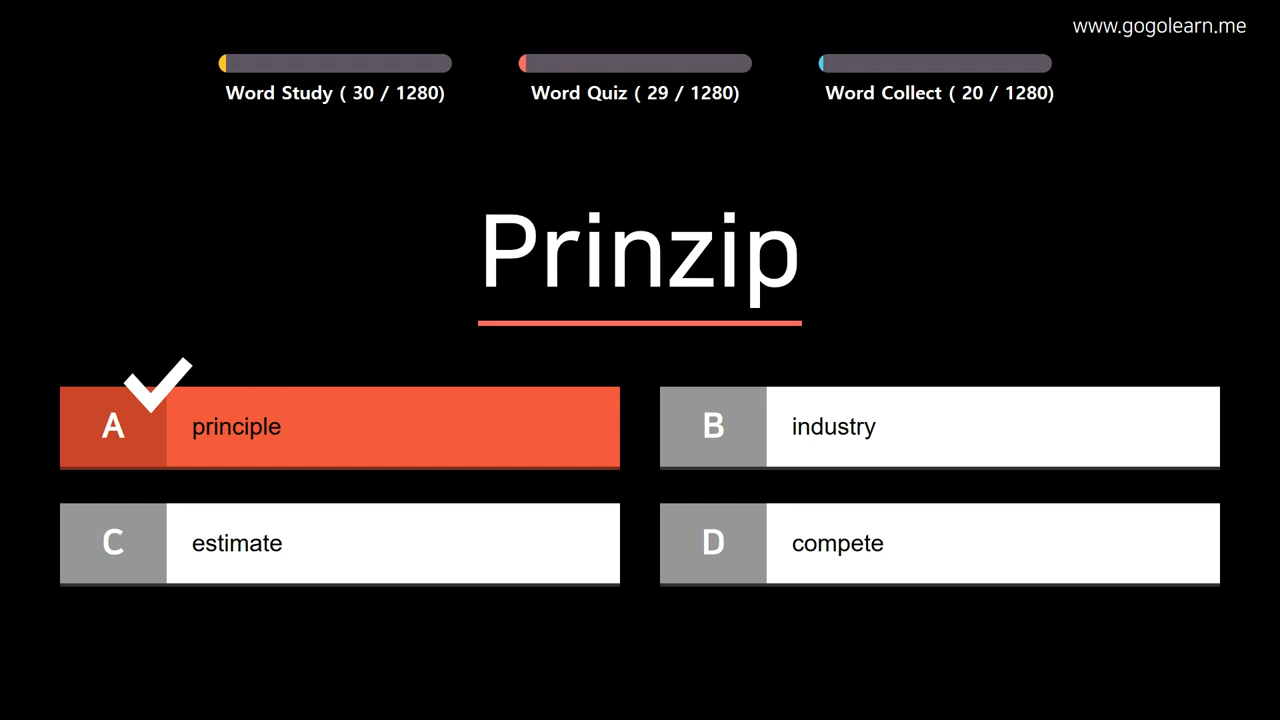 www.gogolearn.me
Word Study ( 30 / 1280)
Word Quiz ( 29 / 1280)
Word Collect ( 20 / 1280)
Prinzip
A principle
B industry
C estimate
D compete